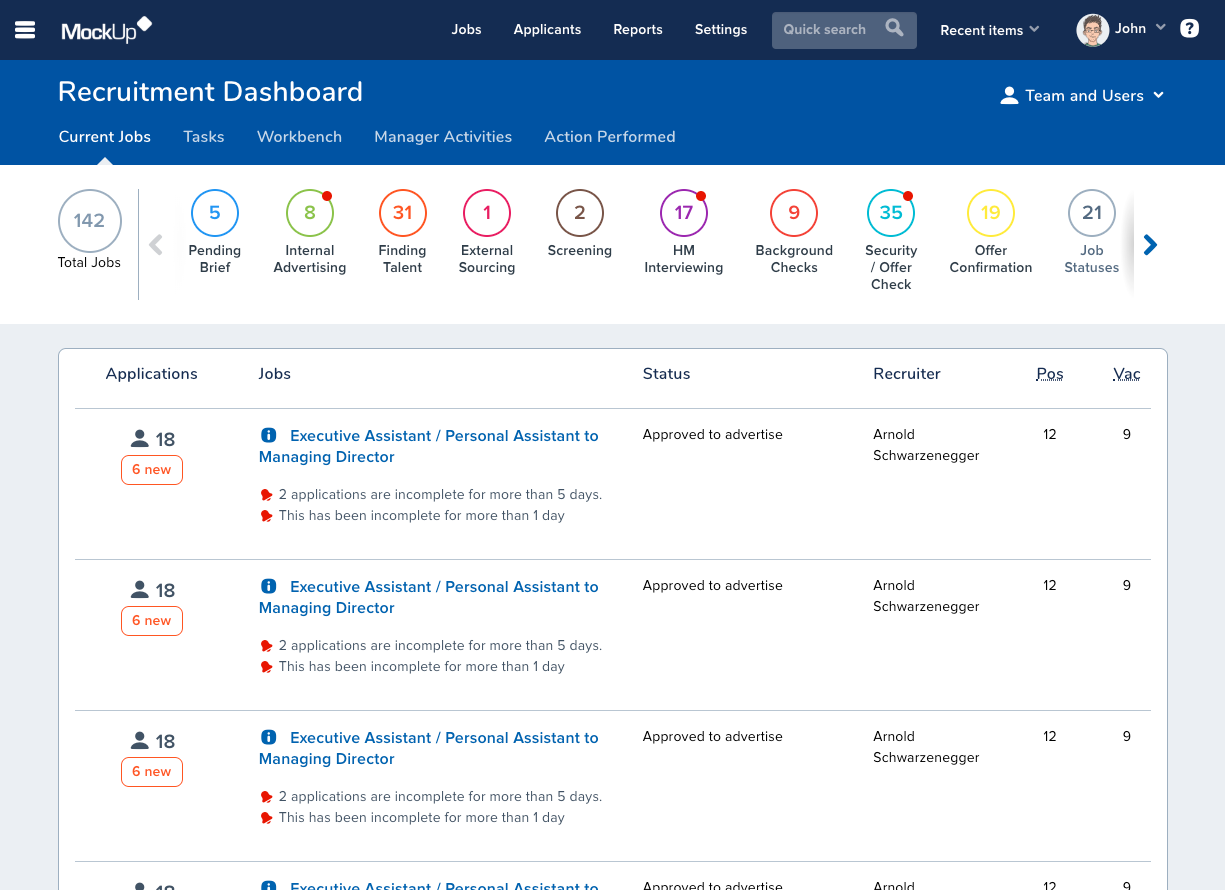 MockUp
Jobs Applicants Reports Settings Quick search Recent items John ?
Recruitment Dashboard
Team and Users
Current Jobs Tasks Workbench Manager Activities Action Performed
142
Total Jobs
5
Pending
Brief
8
Internal
Advertising
31
Finding
Talent
1
External
Sourcing
2
Screening
17
HM
Interviewing
9
Background
Checks
35
Security
/ Offer
Check
19
Offer
Confirmation
21
Job
Statuses
Applications Jobs Status Recruiter Pos Vac
18
6 new
Executive Assistant / Personal Assistant to
Managing Director
2 applications are incomplete for more than 5 days.
This has been incomplete for more than 1 day
Approved to advertise
Arnold
Schwarzenegger
12
9
18
6 new
Executive Assistant / Personal Assistant to
Managing Director
2 applications are incomplete for more than 5 days.
This has been incomplete for more than 1 day
Approved to advertise
Arnold
Schwarzenegger
12
9
18
6 new
Executive Assistant / Personal Assistant to
Managing Director
2 applications are incomplete for more than 5 days.
This has been incomplete for more than 1 day
Approved to advertise
Arnold
Schwarzenegger
12
9
18
Executive Assistant / Personal Assistant to
Approved to advertise
Arnold
12
9